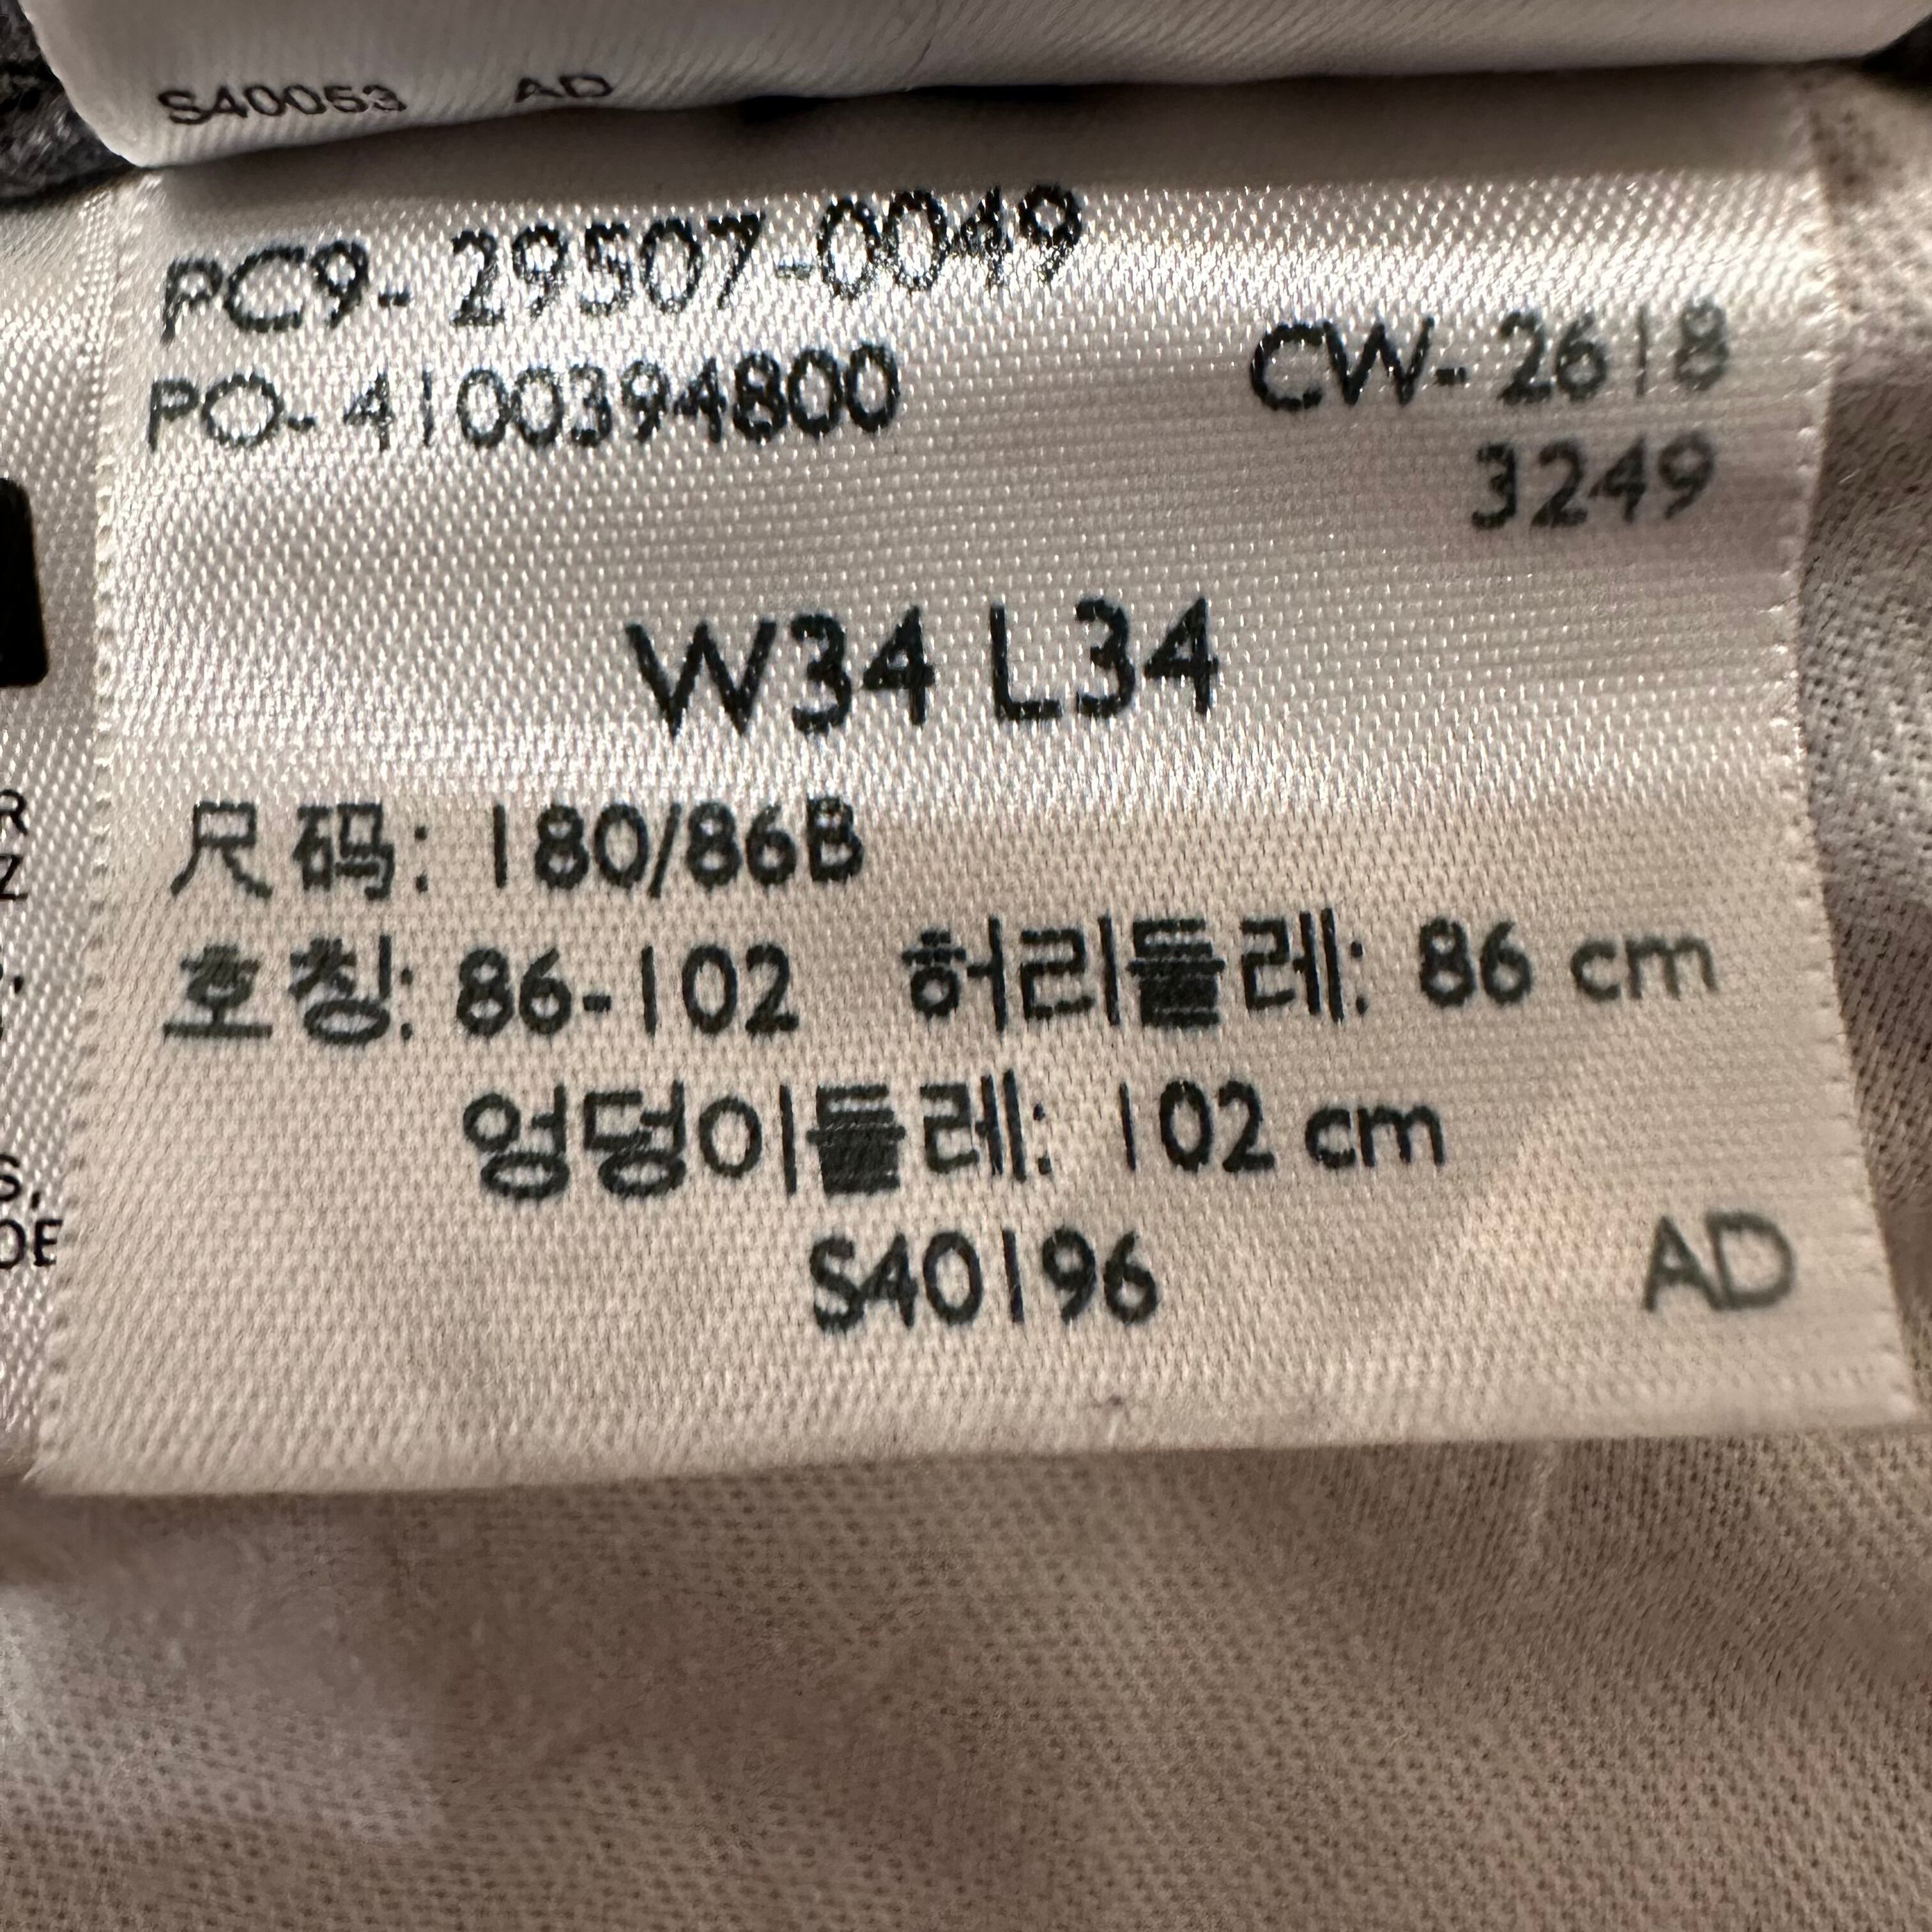 S40053 AD
PC9- 29507-0049
PO- 4100394800 CW- 2618
3249
W34 L34
尺码: 180/86B
호칭: 86-102 허리둘레: 86 cm
엉덩이둘레: 102 cm
S40196 AD
R
Z
S,
DE